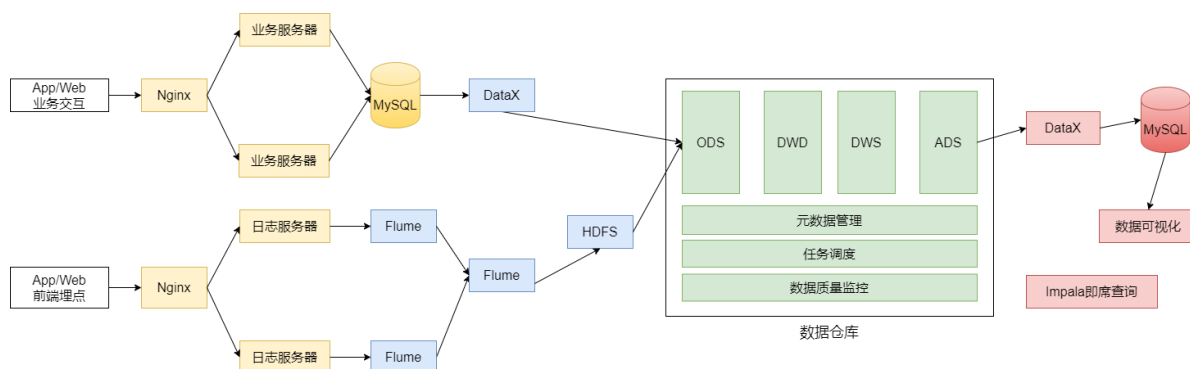 业务服务器
App/Web
业务交互
Nginx
MySQL
DataX
业务服务器
ODS
DWD
DWS
ADS
DataX
MySQL
元数据管理
任务调度
数据质量监控
数据仓库
数据可视化
Impala即席查询
日志服务器
Flume
HDFS
App/Web
前端埋点
Nginx
Flume
日志服务器
Flume